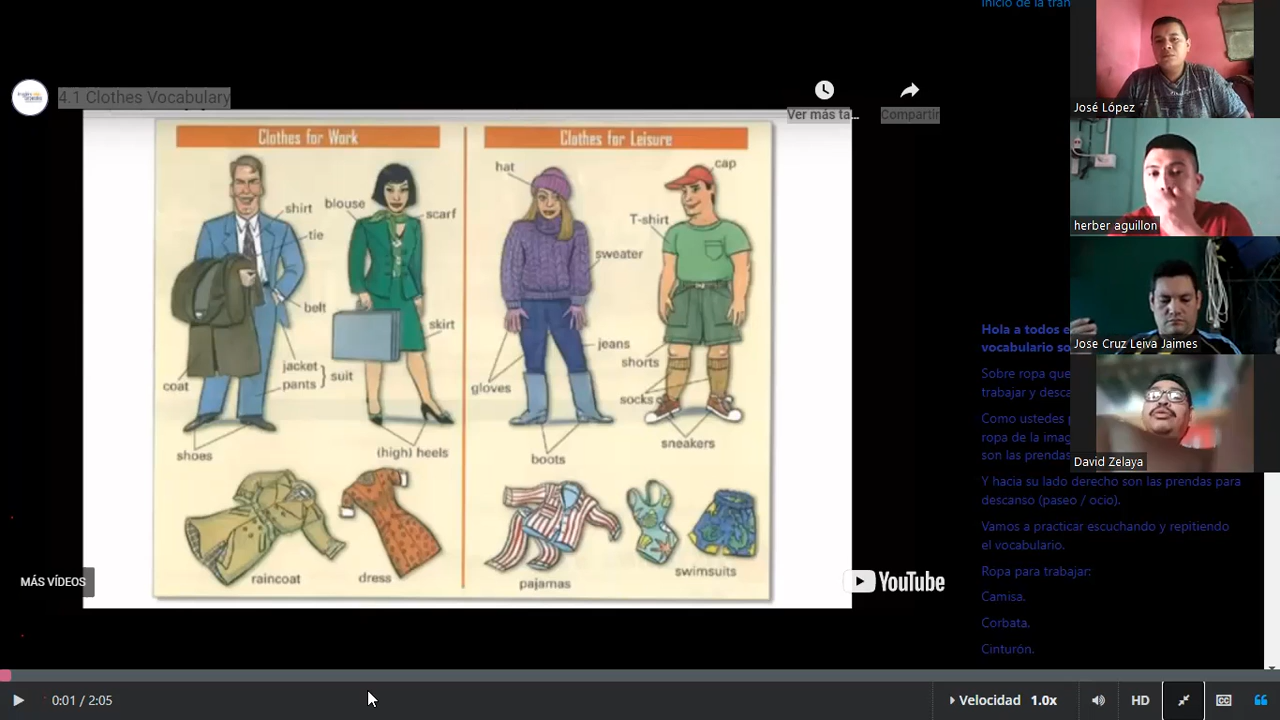 Inicio de la tran
4.1 Clothes Vocabulary
Ver más ta...
Compartir
Clothes for Work
Clothes for Leisure
shirt
blouse
scarf
tie
belt
skirt
jacket
pants
suit
coat
shoes
(high) heels
raincoat
dress
hat
cap
T-shirt
sweater
jeans
shorts
gloves
socks
boots
sneakers
pajamas
swimsuits
MÁS VÍDEOS
YouTube
Hola a todos e
vocabulario so
Sobre ropa que
trabajar y desca
Como ustedes p
ropa de la imag
son las prendas
Y hacia su lado derecho son las prendas para
descanso (paseo / ocio).
Vamos a practicar escuchando y repitiendo
el vocabulario.
Ropa para trabajar:
Camisa.
Corbata.
Cinturón.
José López
herber aguillon
Jose Cruz Leiva Jaimes
David Zelaya
0:01 / 2:05
Velocidad 1.0x
HD
CC